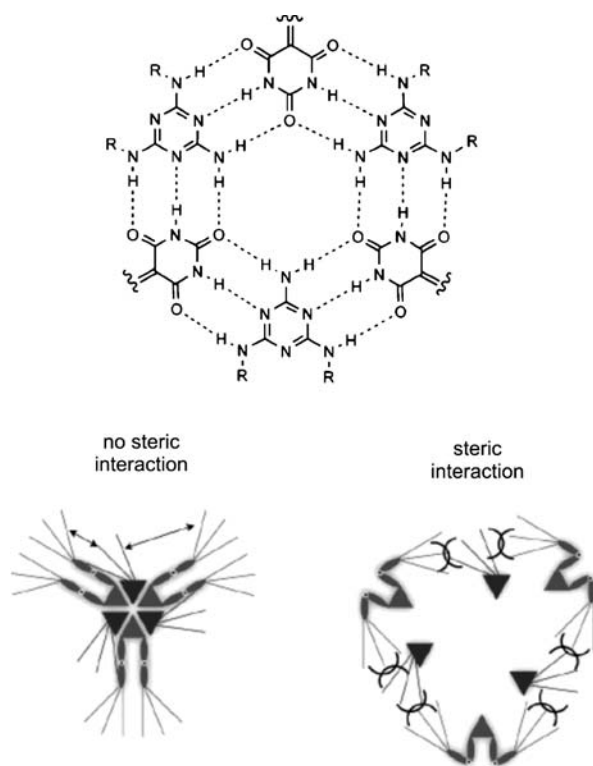 O O
R H H R
N N
H N N H
N N O N N
R H H R
N N N N N N
H H H H
H H
O N O O N O
H H
N H N H N
O N N O
H H
N N N
R R
no steric
interaction
steric
interaction